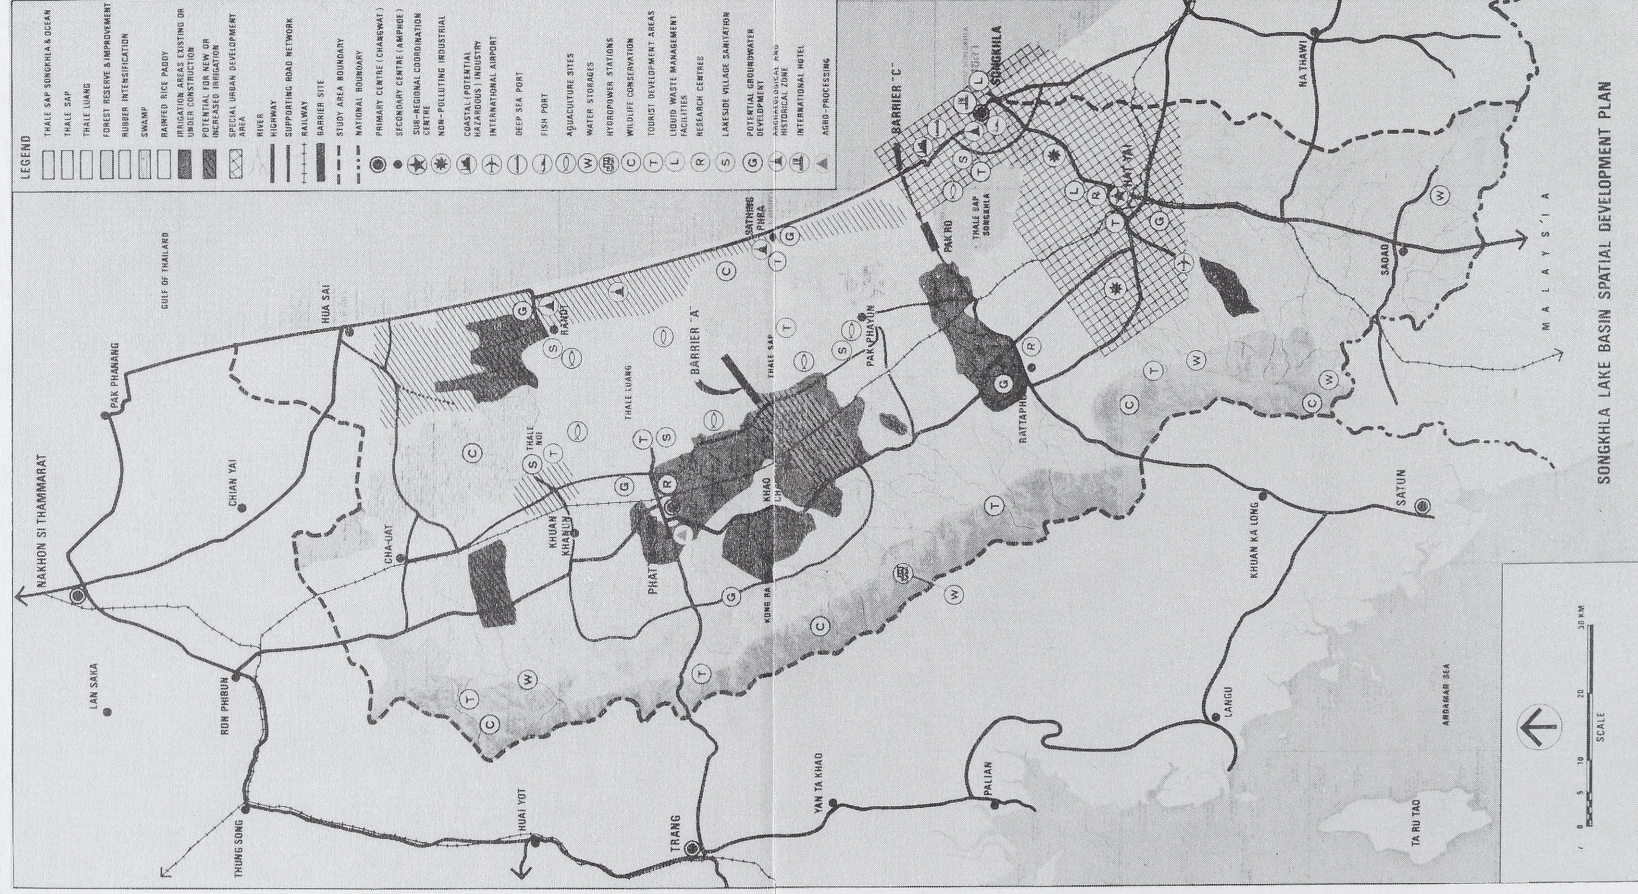 LEGEND
THALE SAP SONGKHLA & OCEAN
THALE SAP
THALE LUANG
FOREST RESERVE & IMPROVEMENT
RUBBER INTENSIFICATION
SWAMP
RAINFED RICE PADDY
IRRIGATION AREAS EXISTING OR
UNDER CONSTRUCTION
POTENTIAL FOR NEW OR
INCREASED IRRIGATION
SPECIAL URBAN DEVELOPMENT
AREA
RIVER
HIGHWAY
SUPPORTING ROAD NETWORK
RAILWAY
BARRIER SITE
STUDY AREA BOUNDARY
NATIONAL BOUNDARY
PRIMARY CENTRE (CHANGWAT)
SECONDARY CENTRE (AMPHOE)
SUB-REGIONAL COORDINATION
CENTRE
NON-POLLUTING INDUSTRIAL
COASTAL (POTENTIAL
HAZARDOUS) INDUSTRY
INTERNATIONAL AIRPORT
DEEP SEA PORT
FISH PORT
AQUACULTURE SITES
W WATER STORAGES
HYDROPOWER STATIONS
C WILDLIFE CONSERVATION
T TOURIST DEVELOPMENT AREAS
L LIQUID WASTE MANAGEMENT
FACILITIES
R RESEARCH CENTRES
S LAKESIDE VILLAGE SANITATION
G POTENTIAL GROUNDWATER
DEVELOPMENT
ARCHEOLOGICAL AND
HISTORICAL ZONE
INTERNATIONAL HOTEL
AGRO-PROCESSING
NAKHON SI THAMMARAT
PAK PHANANG
GULF OF THAILAND
LAN SAKA
CHIAN YAI
HUA SAI
RON PHIBUN
THUNG SONG
CHA-UAT
HUAI YOT
THALE
NOI
KHUAN
KHANUN
RANOT
THALE LUANG
PHAT
TRANG
BARRIER "A"
SATHING
PHRA
THALE SAP
KHAO
KONG RA
YAN TA KHAO
PAK PHAYUN
BARRIER "C"
PAK RO
THALE SAP
SONGKHLA
SONGKHLA
PALIAN
RATTAPHUM
HAT YAI
LANGU
KHUAN KA LONG
NA THAWI
SADAO
SATUN
TA RU TAO
ANDAMAN SEA
MALAYSIA
SONGKHLA LAKE BASIN SPATIAL DEVELOPMENT PLAN
0 5 10 20 30 KM
SCALE